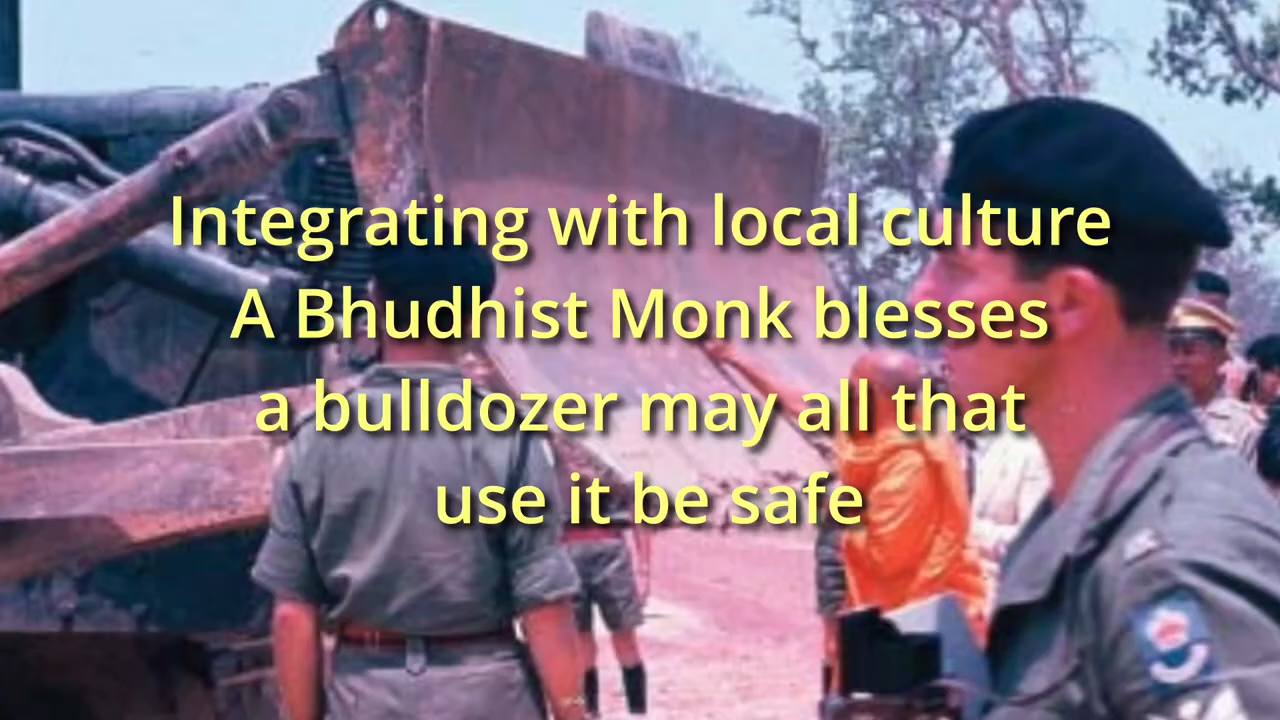 Integrating with local culture
A Bhudhist Monk blesses
a bulldozer may all that
use it be safe